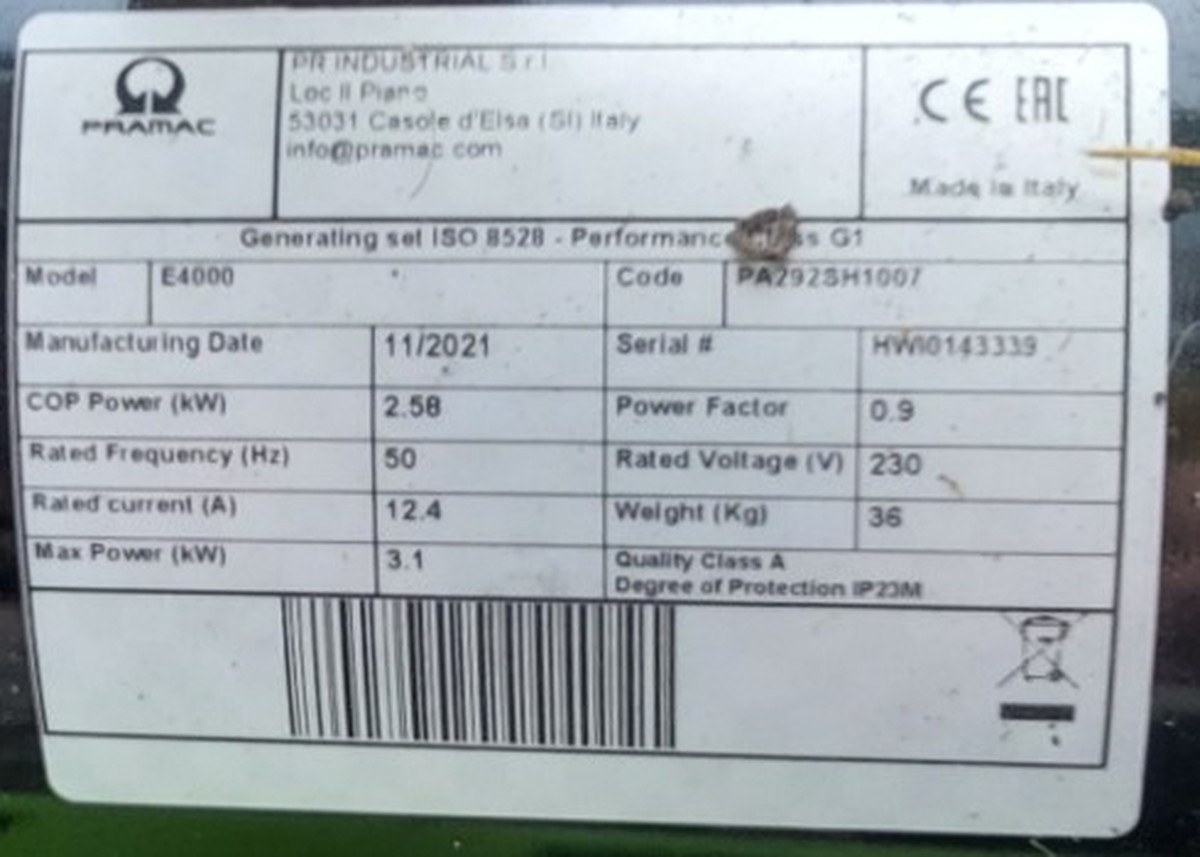 PRAMAC
PR INDUSTRIAL S.r.l.
Loc Il Piano
53031 Casole d'Elsa (SI) Italy
info@pramac.com
CE EAC
Made in Italy
Generating set ISO 8528 - Performance Class G1
Model E4000 Code PA292SH1007
Manufacturing Date 11/2021 Serial # HWI0143339
COP Power (kW) 2.58 Power Factor 0.9
Rated Frequency (Hz) 50 Rated Voltage (V) 230
Rated current (A) 12.4 Weight (Kg) 36
Max Power (kW) 3.1 Quality Class A
Degree of Protection IP23M